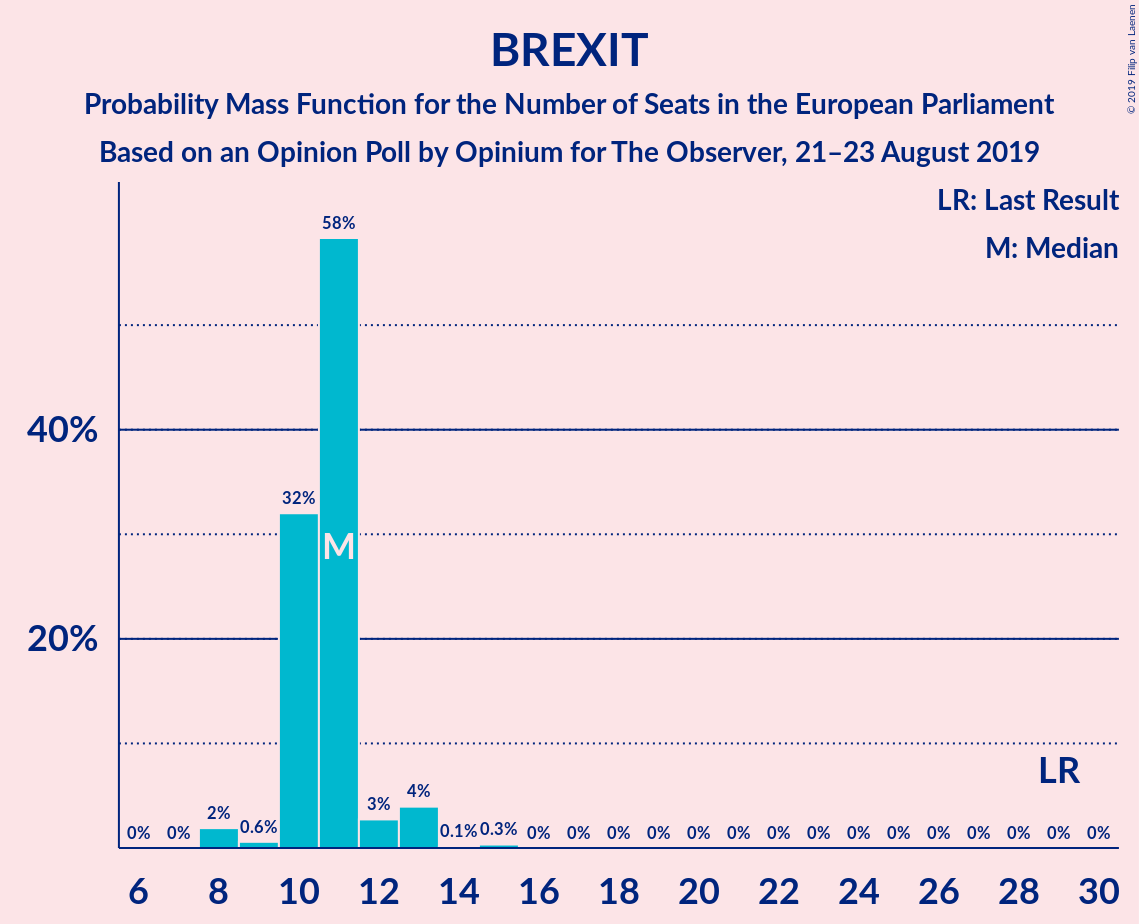 BREXIT
Probability Mass Function for the Number of Seats in the European Parliament
Based on an Opinion Poll by Opinium for The Observer, 21–23 August 2019
© 2019 Filip van Laenen
LR: Last Result
M: Median
58%
40%
32%
M
20%
LR
0% 0% 2% 0.6% 3% 4% 0.1% 0.3% 0% 0% 0% 0% 0% 0% 0% 0% 0% 0% 0% 0% 0% 0% 0%
6 8 10 12 14 16 18 20 22 24 26 28 30